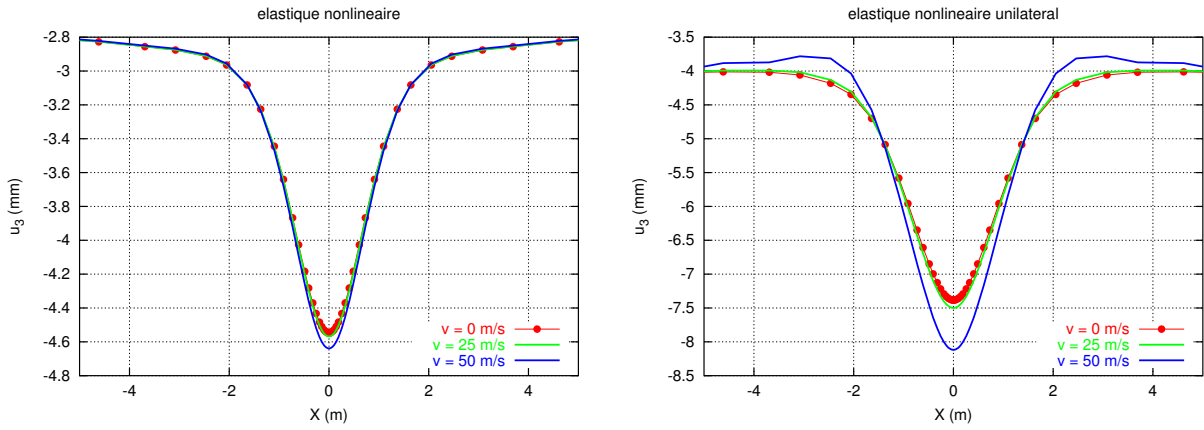 elastique nonlineaire
-2.8
-3
-3.2
-3.4
-3.6
-3.8
-4
-4.2
-4.4
-4.6
-4.8
u3 (mm)
-4
-2
0
2
4
X (m)
v = 0 m/s
v = 25 m/s
v = 50 m/s
elastique nonlineaire unilateral
-3.5
-4
-4.5
-5
-5.5
-6
-6.5
-7
-7.5
-8
-8.5
u3 (mm)
-4
-2
0
2
4
X (m)
v = 0 m/s
v = 25 m/s
v = 50 m/s